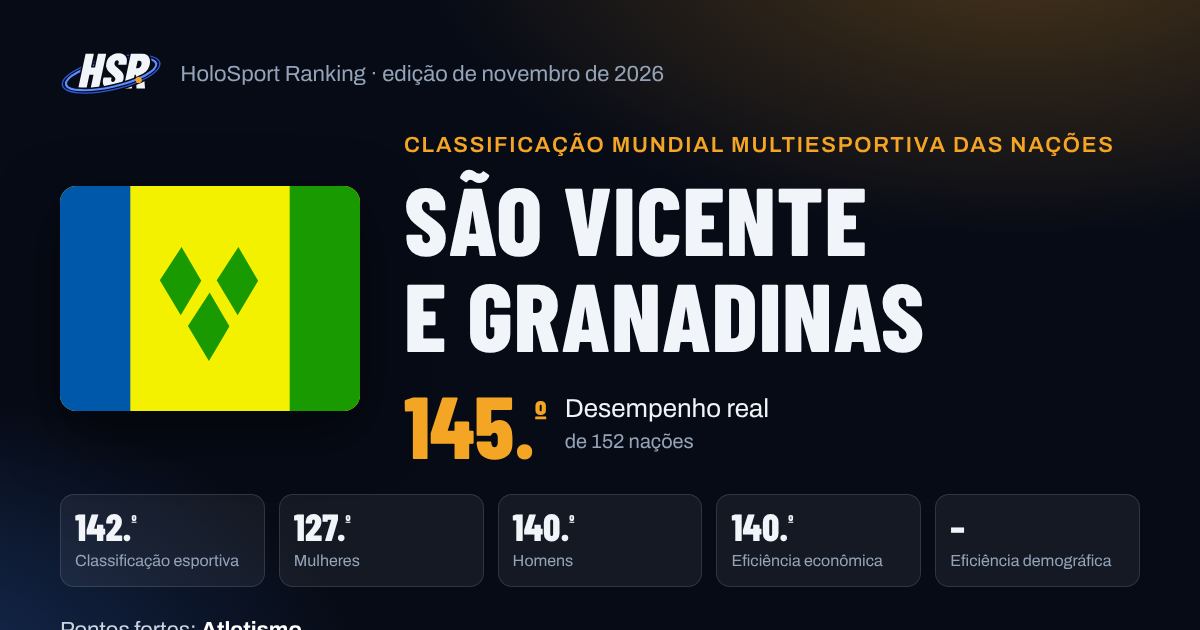 HSR HoloSport Ranking · edição de novembro de 2026
CLASSIFICAÇÃO MUNDIAL MULTIESPORTIVA DAS NAÇÕES
SÃO VICENTE
E GRANADINAS
145.º Desempenho real
de 152 nações
142.º
Classificação esportiva
127.º
Mulheres
140.º
Homens
140.º
Eficiência econômica
–
Eficiência demográfica
Pontos fortes: Atletismo